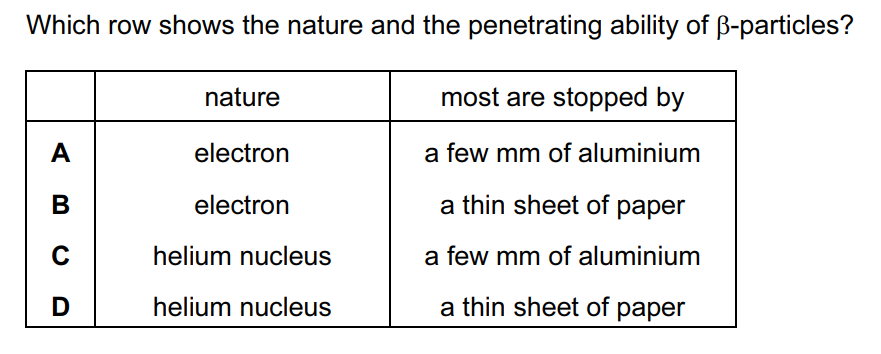 Which row shows the nature and the penetrating ability of β-particles?
nature most are stopped by
A electron a few mm of aluminium
B electron a thin sheet of paper
C helium nucleus a few mm of aluminium
D helium nucleus a thin sheet of paper